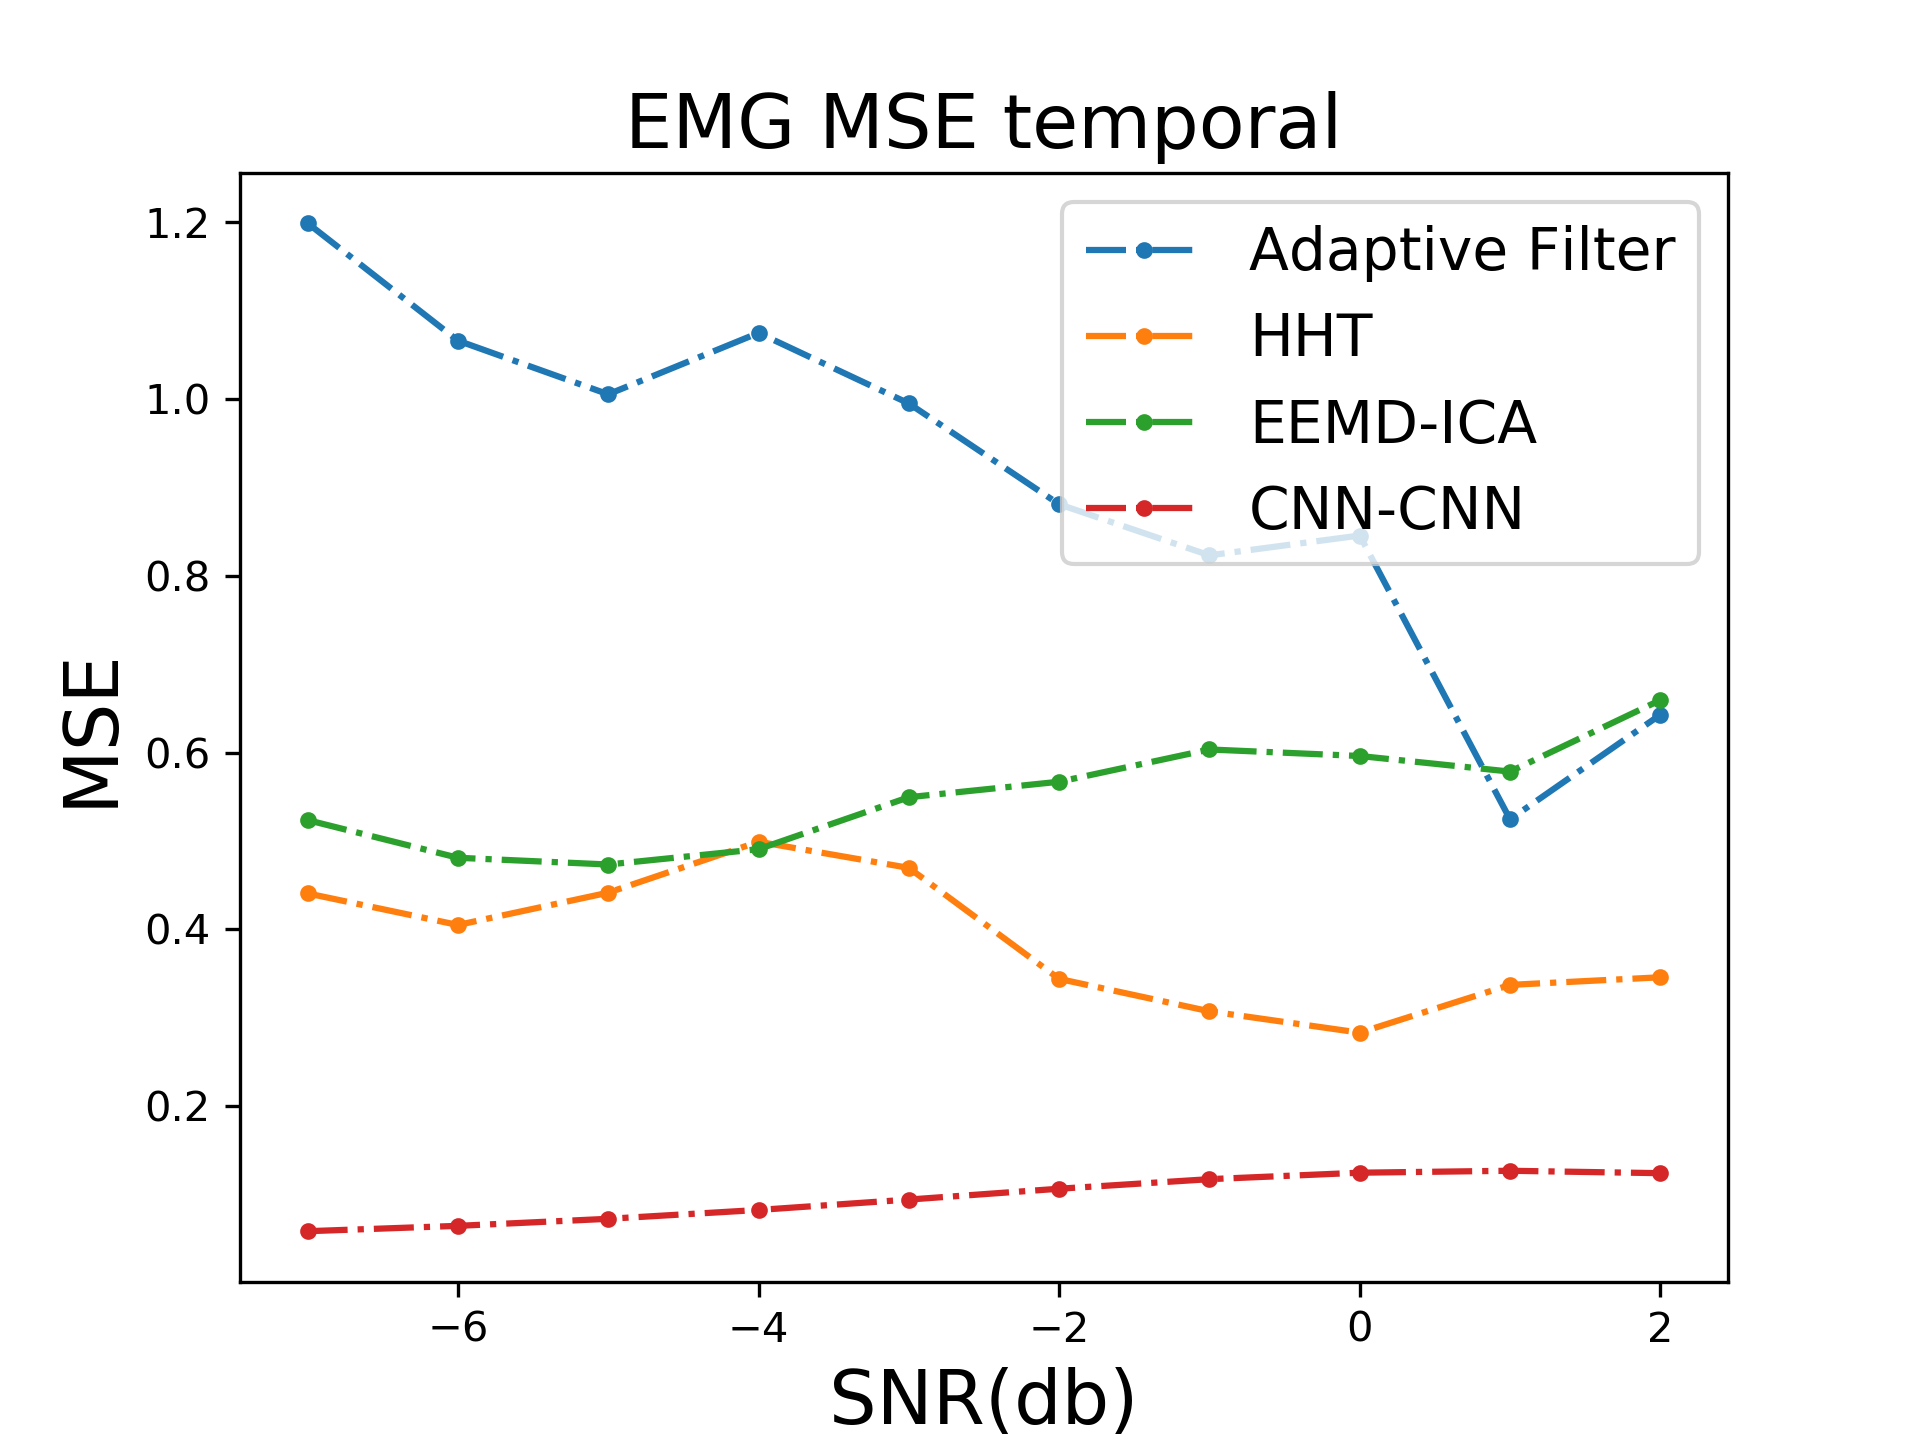 EMG MSE temporal
1.2
1.0
0.8
0.6
0.4
0.2
MSE
Adaptive Filter
HHT
EEMD-ICA
CNN-CNN
−6 −4 −2 0 2
SNR(db)